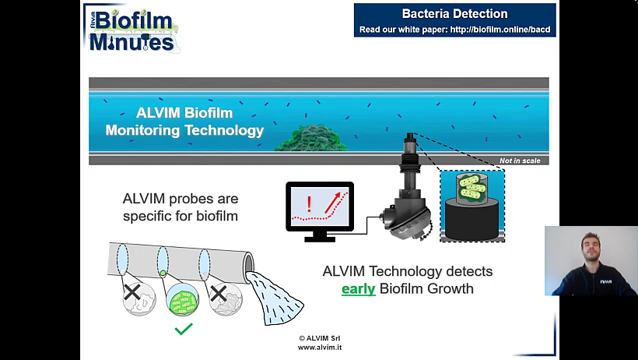 ALVIM
Biofilm
Minutes
Bacteria Detection
Read our white paper: http://biofilm.online/bacd
ALVIM Biofilm
Monitoring Technology
Not in scale
ALVIM probes are
specific for biofilm
!
ALVIM Technology detects
early Biofilm Growth
© ALVIM Srl
www.alvim.it